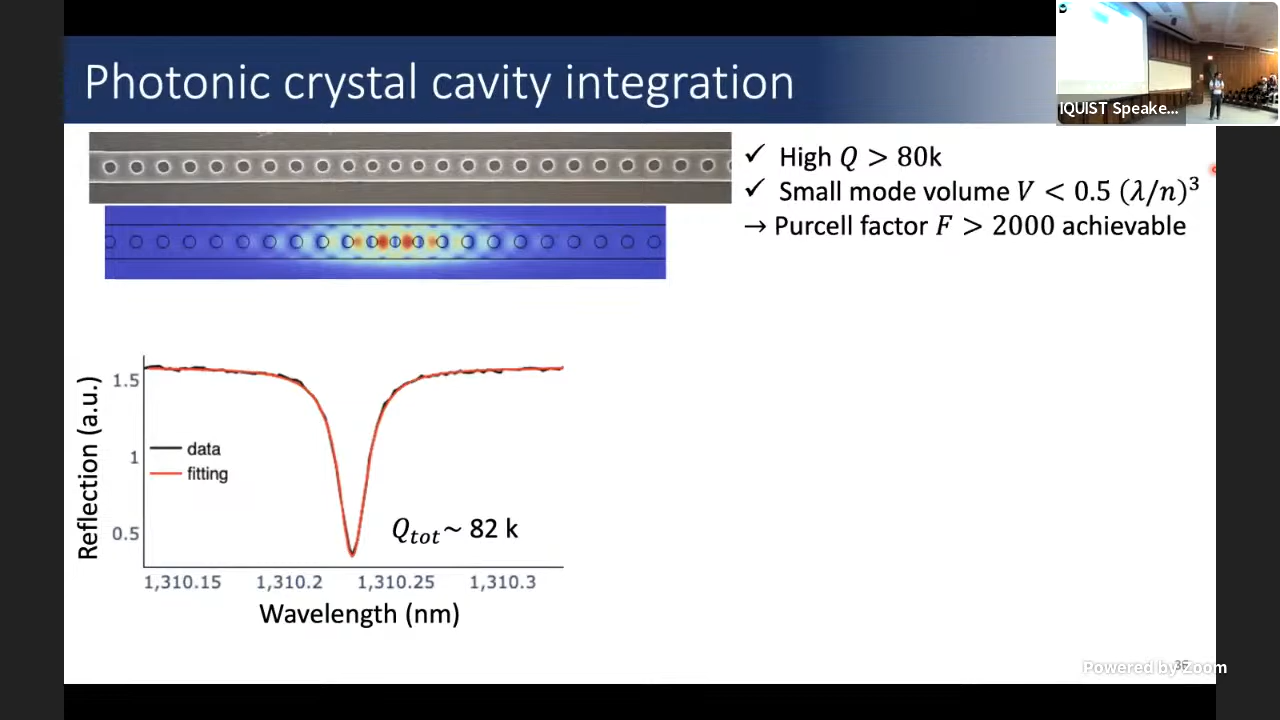 Photonic crystal cavity integration
IQUIST Speake...
✓ High Q > 80k
✓ Small mode volume V < 0.5 (λ/n)³
→ Purcell factor F > 2000 achievable
Reflection (a.u.)
1.5
1
0.5
data
fitting
Q_tot ~ 82 k
1,310.15 1,310.2 1,310.25 1,310.3
Wavelength (nm)
Powered by Zoom